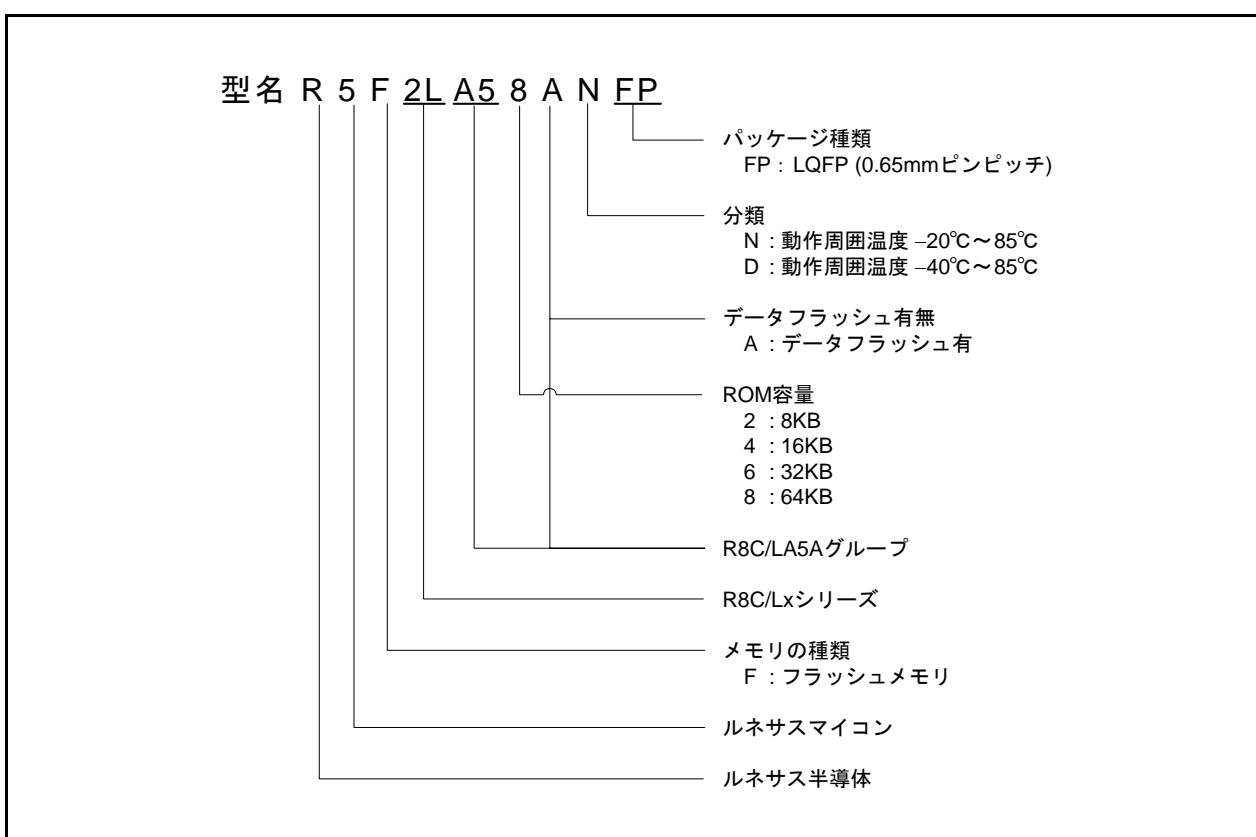 型名 R 5 F 2L A5 8 A N FP
パッケージ種類
FP : LQFP (0.65mmピンピッチ)
分類
N : 動作周囲温度 –20℃～85℃
D : 動作周囲温度 –40℃～85℃
データフラッシュ有無
A : データフラッシュ有
ROM容量
2 : 8KB
4 : 16KB
6 : 32KB
8 : 64KB
R8C/LA5Aグループ
R8C/Lxシリーズ
メモリの種類
F : フラッシュメモリ
ルネサスマイコン
ルネサス半導体